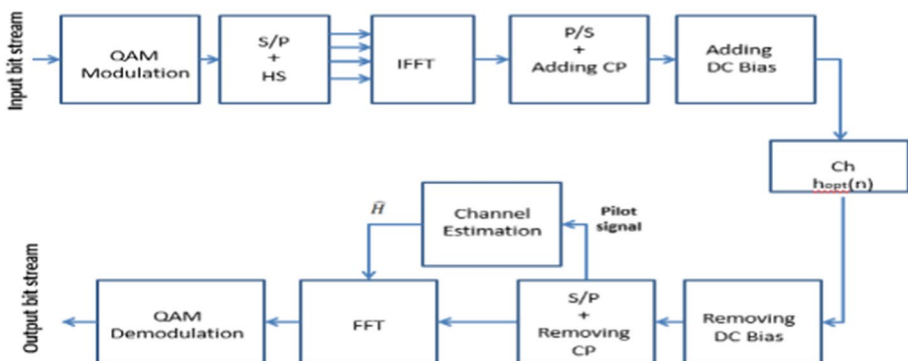 Input bit stream
QAM
Modulation
S/P
+
HS
IFFT
P/S
+
Adding CP
Adding
DC Bias
Ch
hopt(n)
Ĥ
Channel
Estimation
Pilot
signal
Output bit stream
QAM
Demodulation
FFT
S/P
+
Removing
CP
Removing
DC Bias